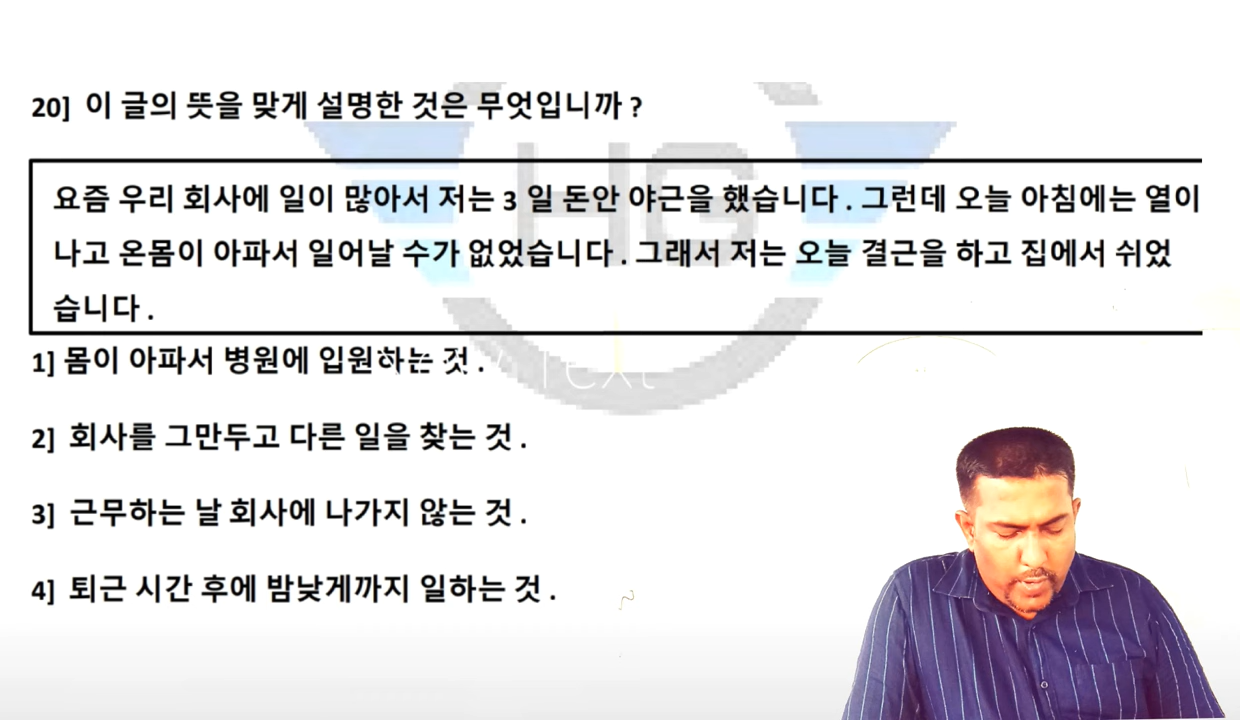 20] 이 글의 뜻을 맞게 설명한 것은 무엇입니까 ?
요즘 우리 회사에 일이 많아서 저는 3 일 돈안 야근을 했습니다 . 그런데 오늘 아침에는 열이
나고 온몸이 아파서 일어날 수가 없었습니다 . 그래서 저는 오늘 결근을 하고 집에서 쉬었
습니다 .
1] 몸이 아파서 병원에 입원하는 것 .
2] 회사를 그만두고 다른 일을 찾는 것 .
3] 근무하는 날 회사에 나가지 않는 것 .
4] 퇴근 시간 후에 밤낮게까지 일하는 것 .
HG
Text